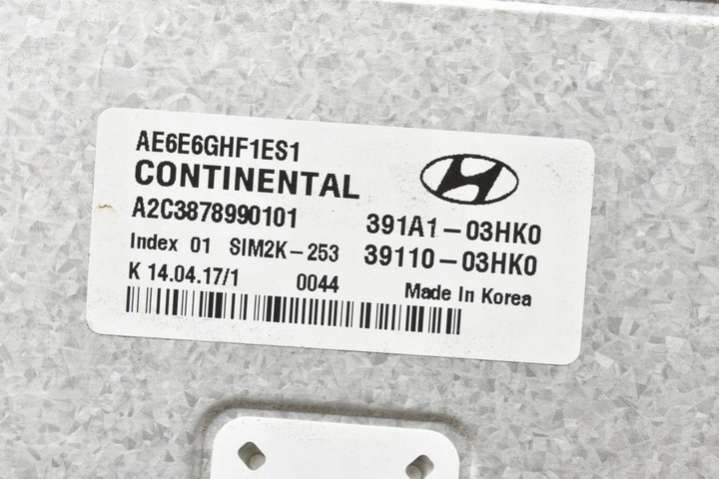 AE6E6GHF1ES1
CONTINENTAL
A2C3878990101 391A1-03HK0
Index 01 SIM2K-253 39110-03HK0
K 14.04.17/1 0044 Made In Korea